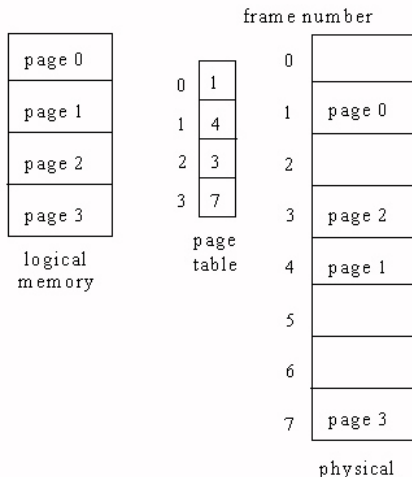 frame number
page 0
page 1
page 2
page 3
logical
memory
0 1
1 4
2 3
3 7
page
table
0
1 page 0
2
3 page 2
4 page 1
5
6
7 page 3
physical